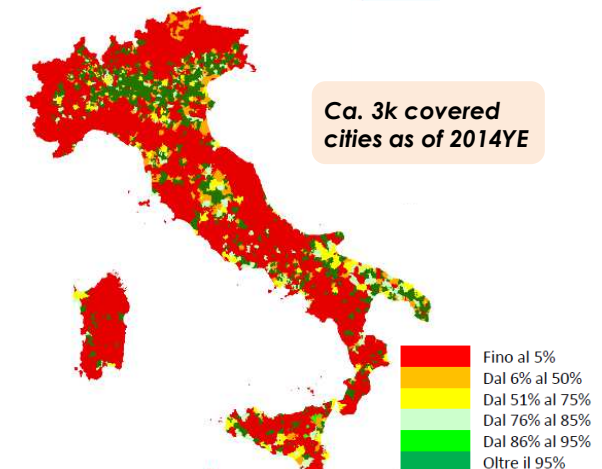 Ca. 3k covered
cities as of 2014YE
Fino al 5%
Dal 6% al 50%
Dal 51% al 75%
Dal 76% al 85%
Dal 86% al 95%
Oltre il 95%